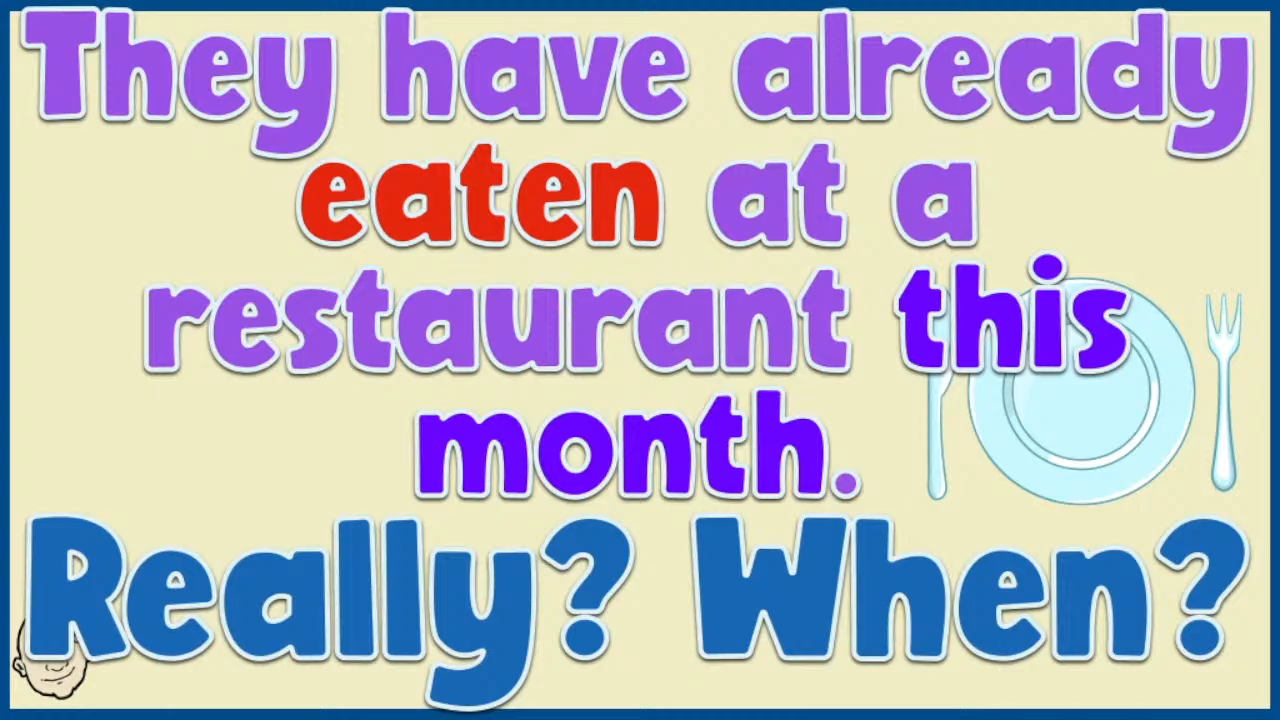 They have already
eaten at a
restaurant this
month.
Really? When?